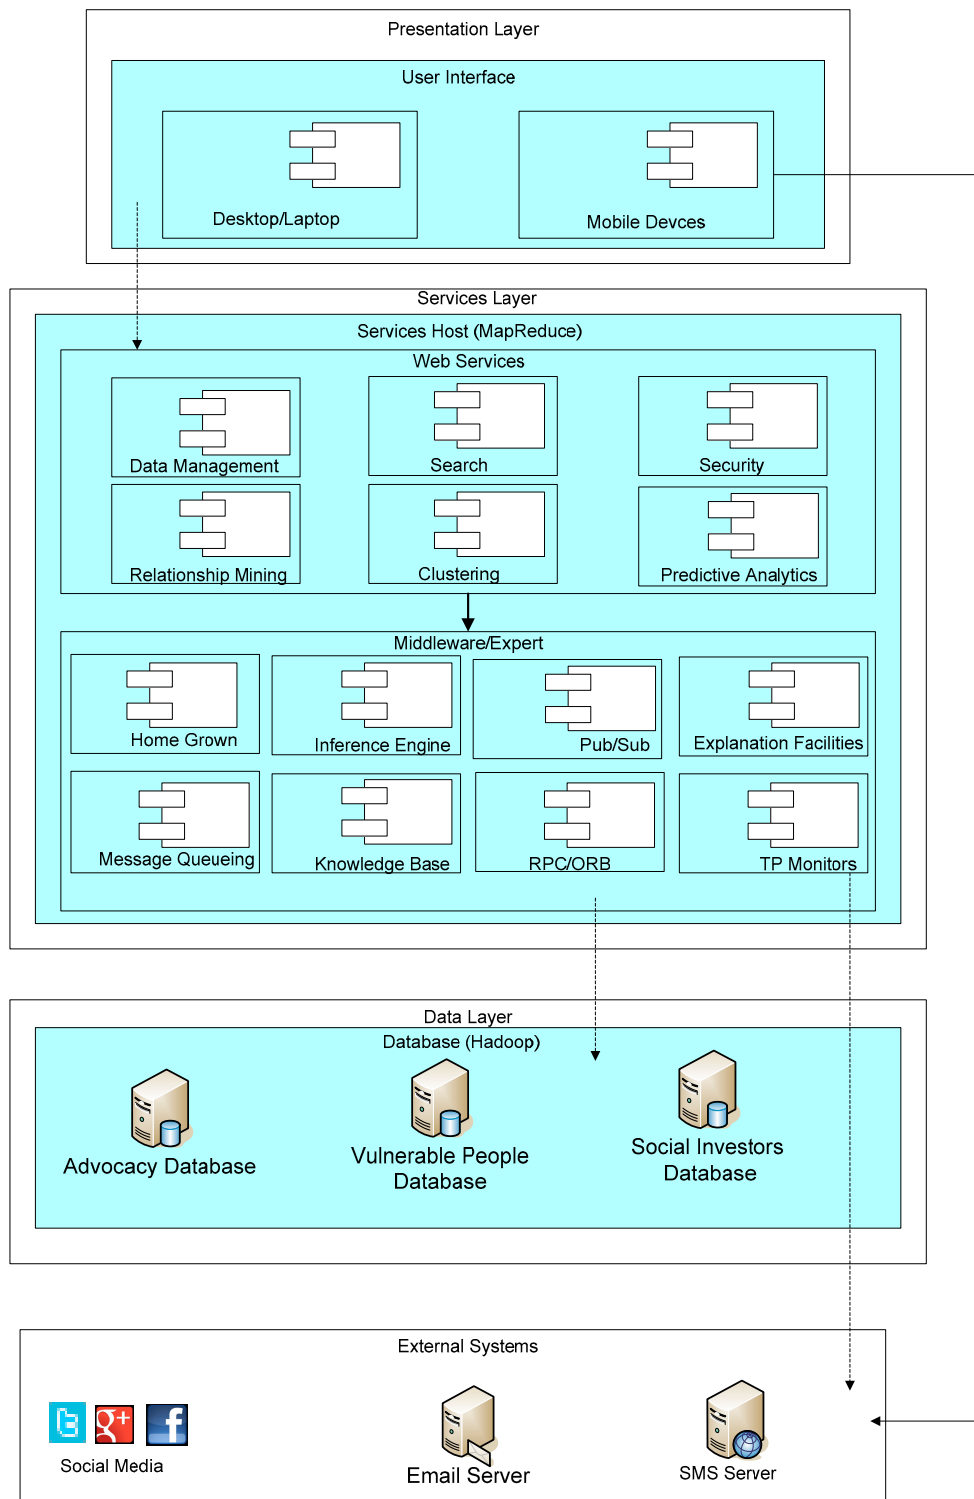 Presentation Layer
User Interface
Desktop/Laptop
Mobile Devces
Services Layer
Services Host (MapReduce)
Web Services
Data Management
Search
Security
Relationship Mining
Clustering
Predictive Analytics
Middleware/Expert
Home Grown
Inference Engine
Pub/Sub
Explanation Facilities
Message Queueing
Knowledge Base
RPC/ORB
TP Monitors
Data Layer
Database (Hadoop)
Advocacy Database
Vulnerable People
Database
Social Investors
Database
External Systems
g+
f
Social Media
Email Server
SMS Server